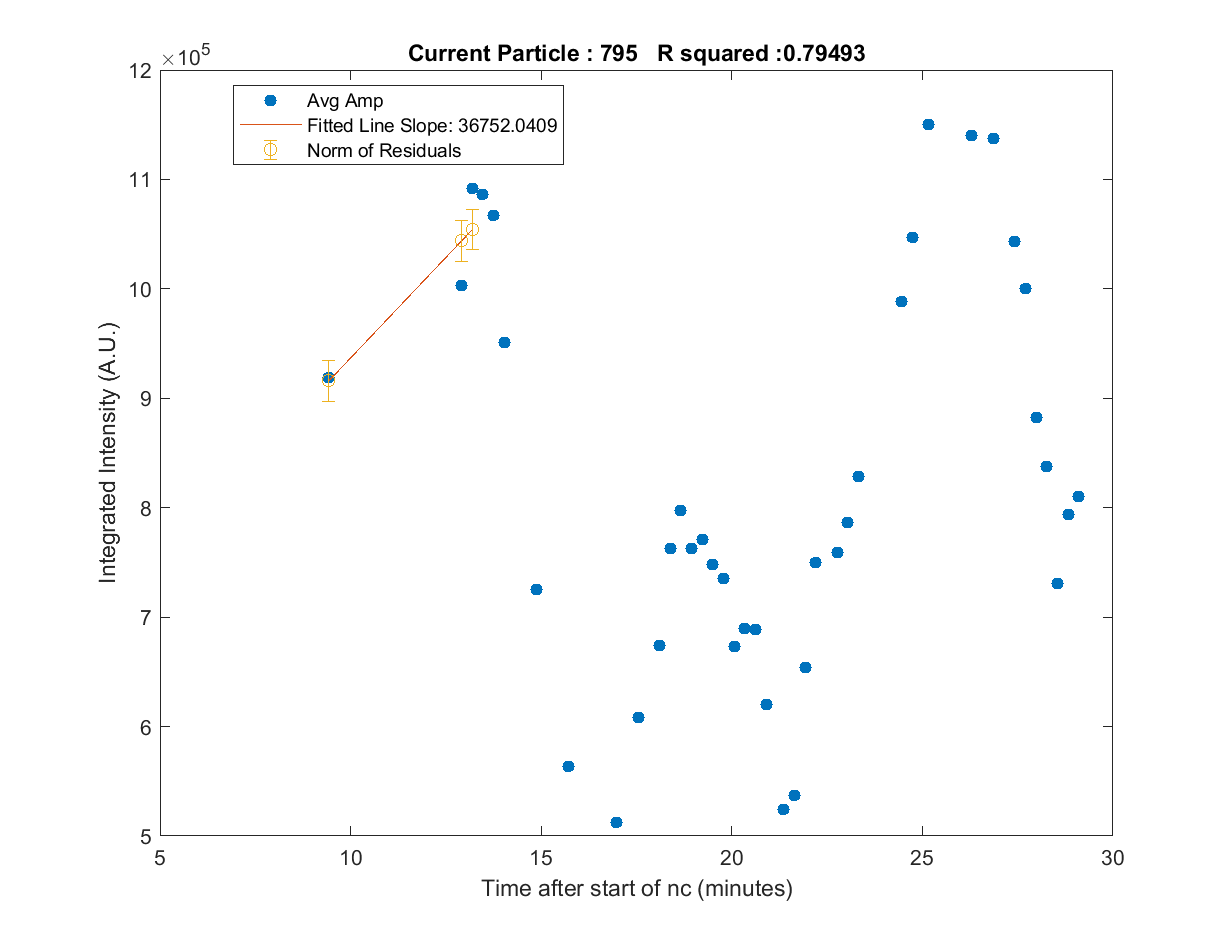 Current Particle : 795   R squared :0.79493
×10^5
12
11
10
9
8
7
6
5
Avg Amp
Fitted Line Slope: 36752.0409
Norm of Residuals
Integrated Intensity (A.U.)
5 10 15 20 25 30
Time after start of nc (minutes)